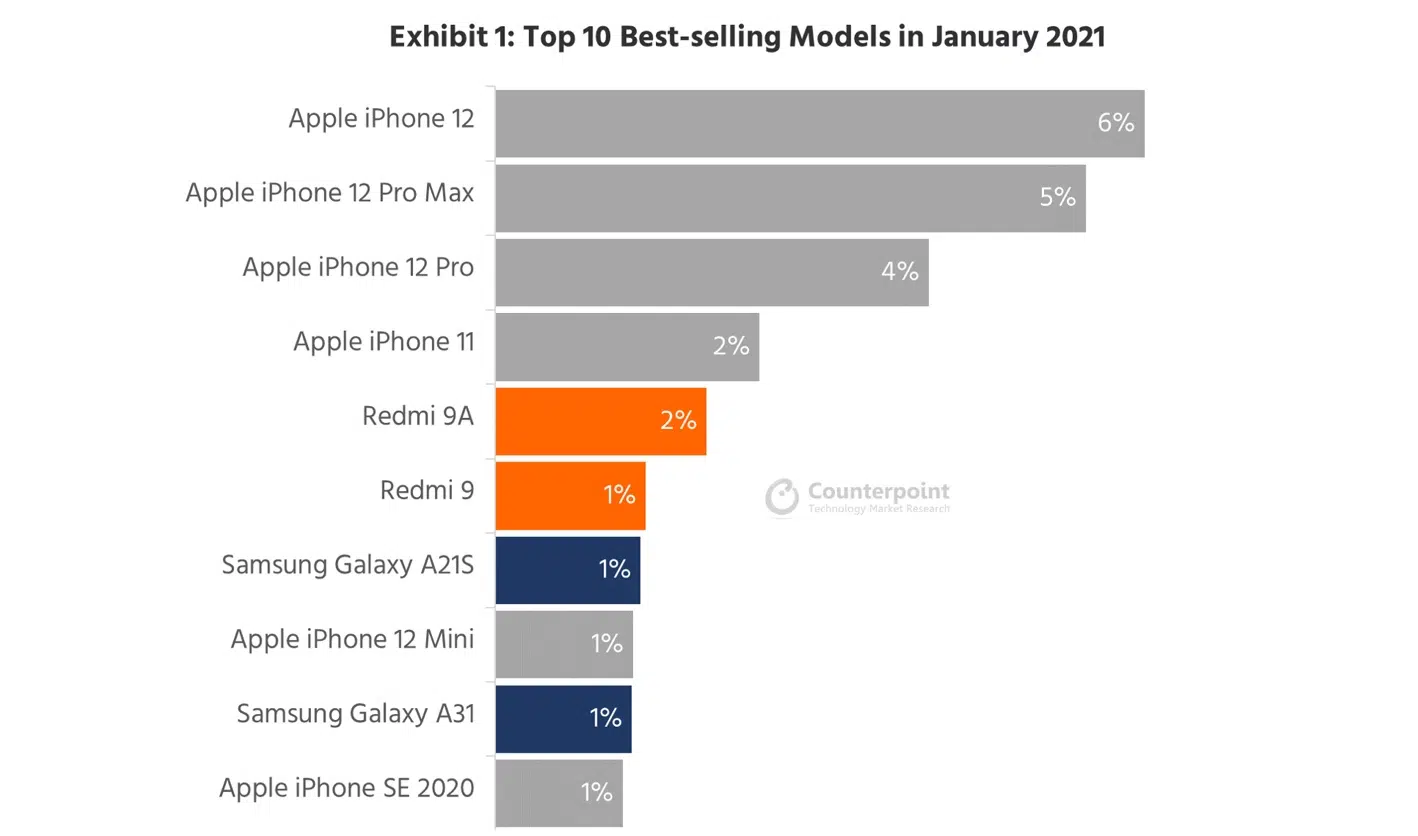 Exhibit 1: Top 10 Best-selling Models in January 2021
Apple iPhone 12 6%
Apple iPhone 12 Pro Max 5%
Apple iPhone 12 Pro 4%
Apple iPhone 11 2%
Redmi 9A 2%
Redmi 9 1%
Counterpoint
Technology Market Research
Samsung Galaxy A21S 1%
Apple iPhone 12 Mini 1%
Samsung Galaxy A31 1%
Apple iPhone SE 2020 1%